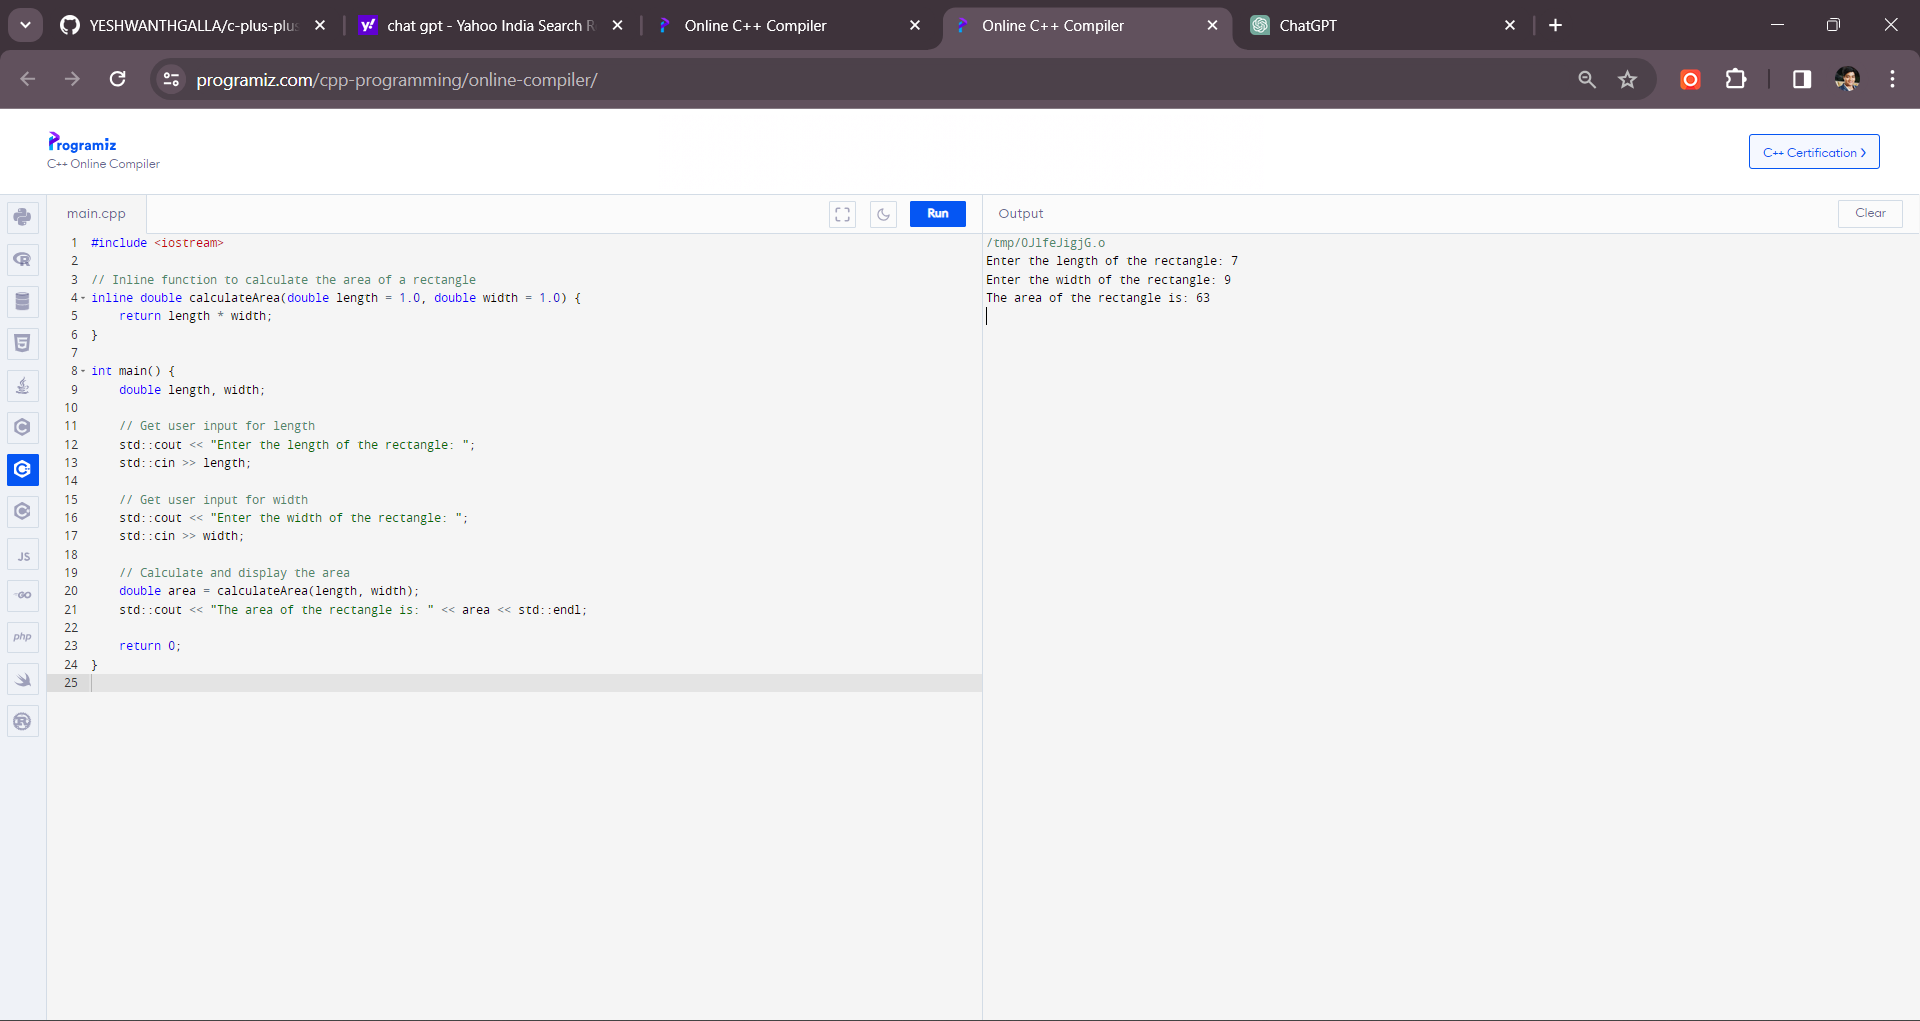 YESHWANTHGALLA/c-plus-plus
chat gpt - Yahoo India Search R
Online C++ Compiler
Online C++ Compiler
ChatGPT
programiz.com/cpp-programming/online-compiler/
Programiz
C++ Online Compiler
C++ Certification >
main.cpp
Run
Output
Clear
1 #include <iostream>
2
3 // Inline function to calculate the area of a rectangle
4 inline double calculateArea(double length = 1.0, double width = 1.0) {
5     return length * width;
6 }
7
8 int main() {
9     double length, width;
10
11     // Get user input for length
12     std::cout << "Enter the length of the rectangle: ";
13     std::cin >> length;
14
15     // Get user input for width
16     std::cout << "Enter the width of the rectangle: ";
17     std::cin >> width;
18
19     // Calculate and display the area
20     double area = calculateArea(length, width);
21     std::cout << "The area of the rectangle is: " << area << std::endl;
22
23     return 0;
24 }
25
/tmp/OJlfeJigjG.o
Enter the length of the rectangle: 7
Enter the width of the rectangle: 9
The area of the rectangle is: 63
JS
GO
php